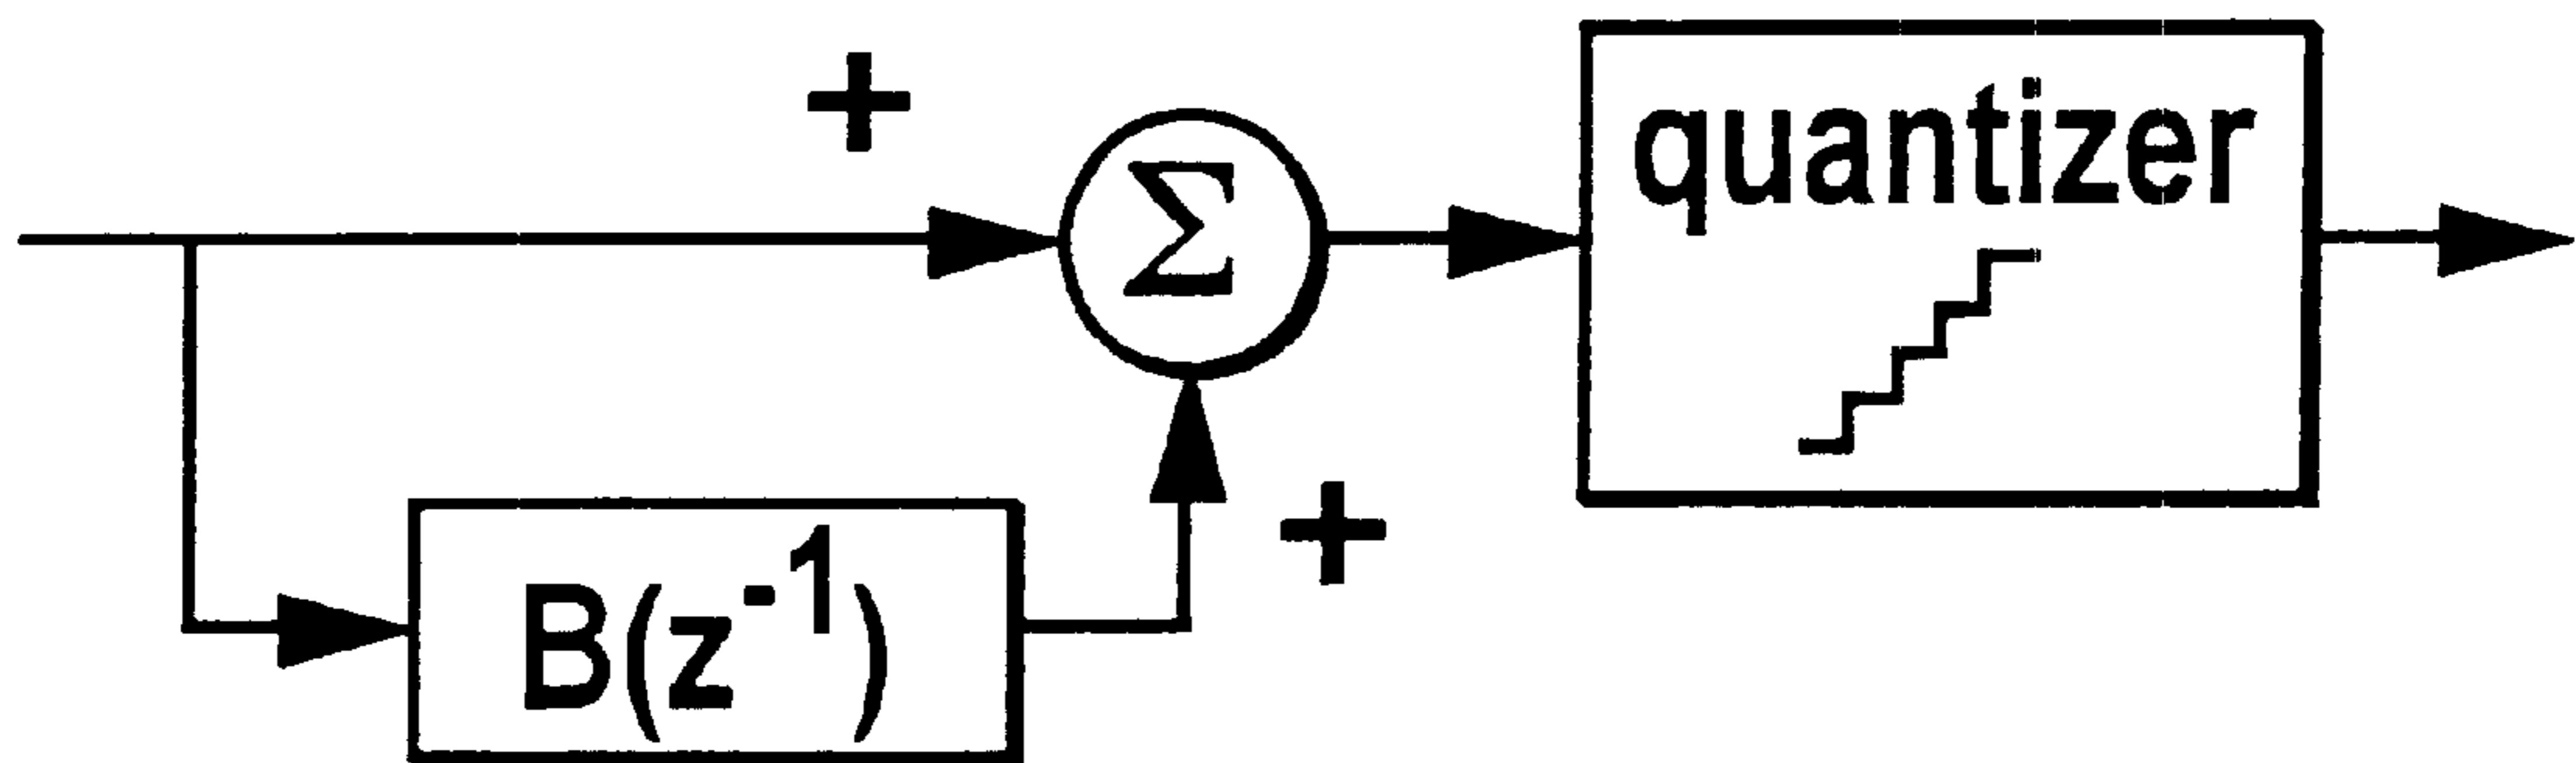 +
Σ
quantizer
+
B(z⁻¹)